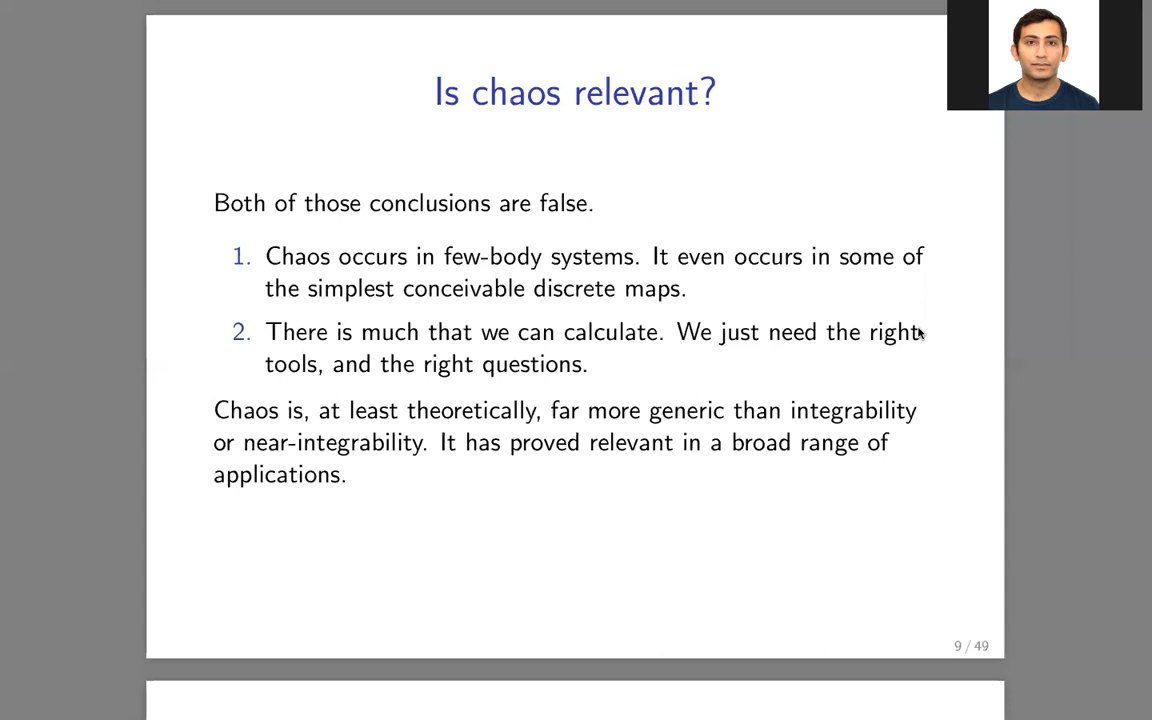 Is chaos relevant?
Both of those conclusions are false.
1. Chaos occurs in few-body systems. It even occurs in some of
the simplest conceivable discrete maps.
2. There is much that we can calculate. We just need the right
tools, and the right questions.
Chaos is, at least theoretically, far more generic than integrability
or near-integrability. It has proved relevant in a broad range of
applications.
9 / 49